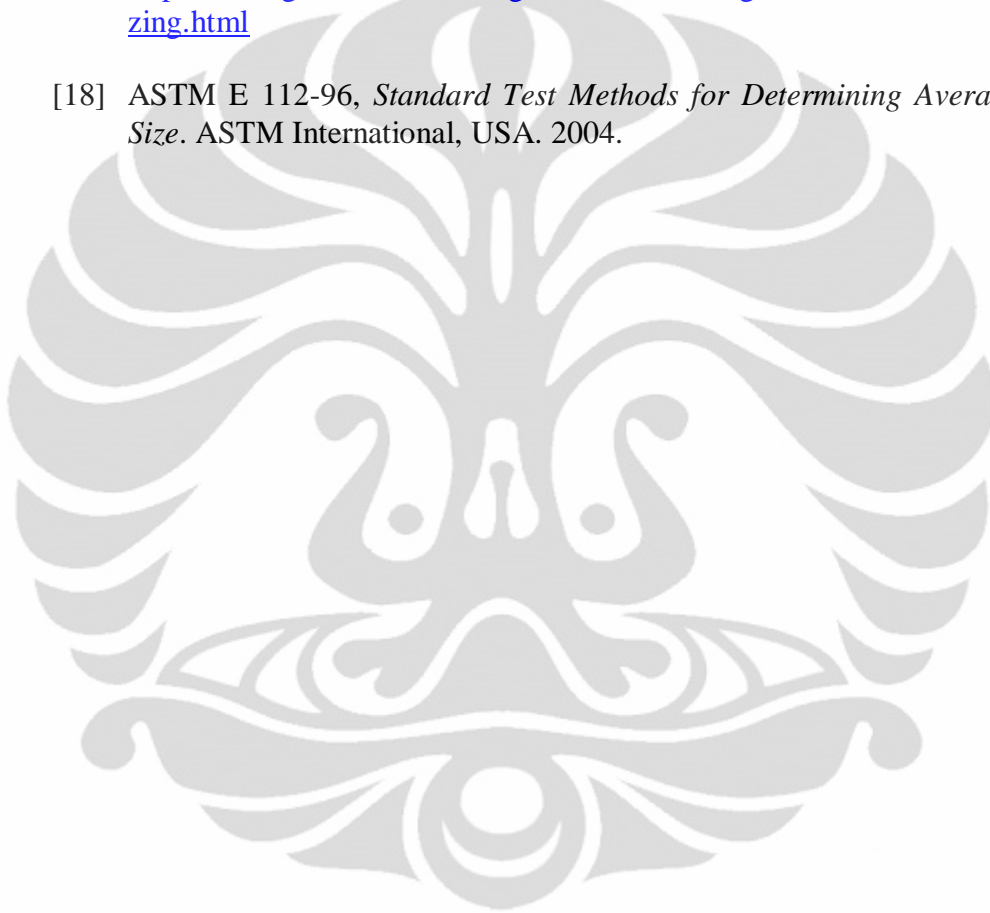 zing.html
[18] ASTM E 112-96, Standard Test Methods for Determining Avera
Size. ASTM International, USA. 2004.